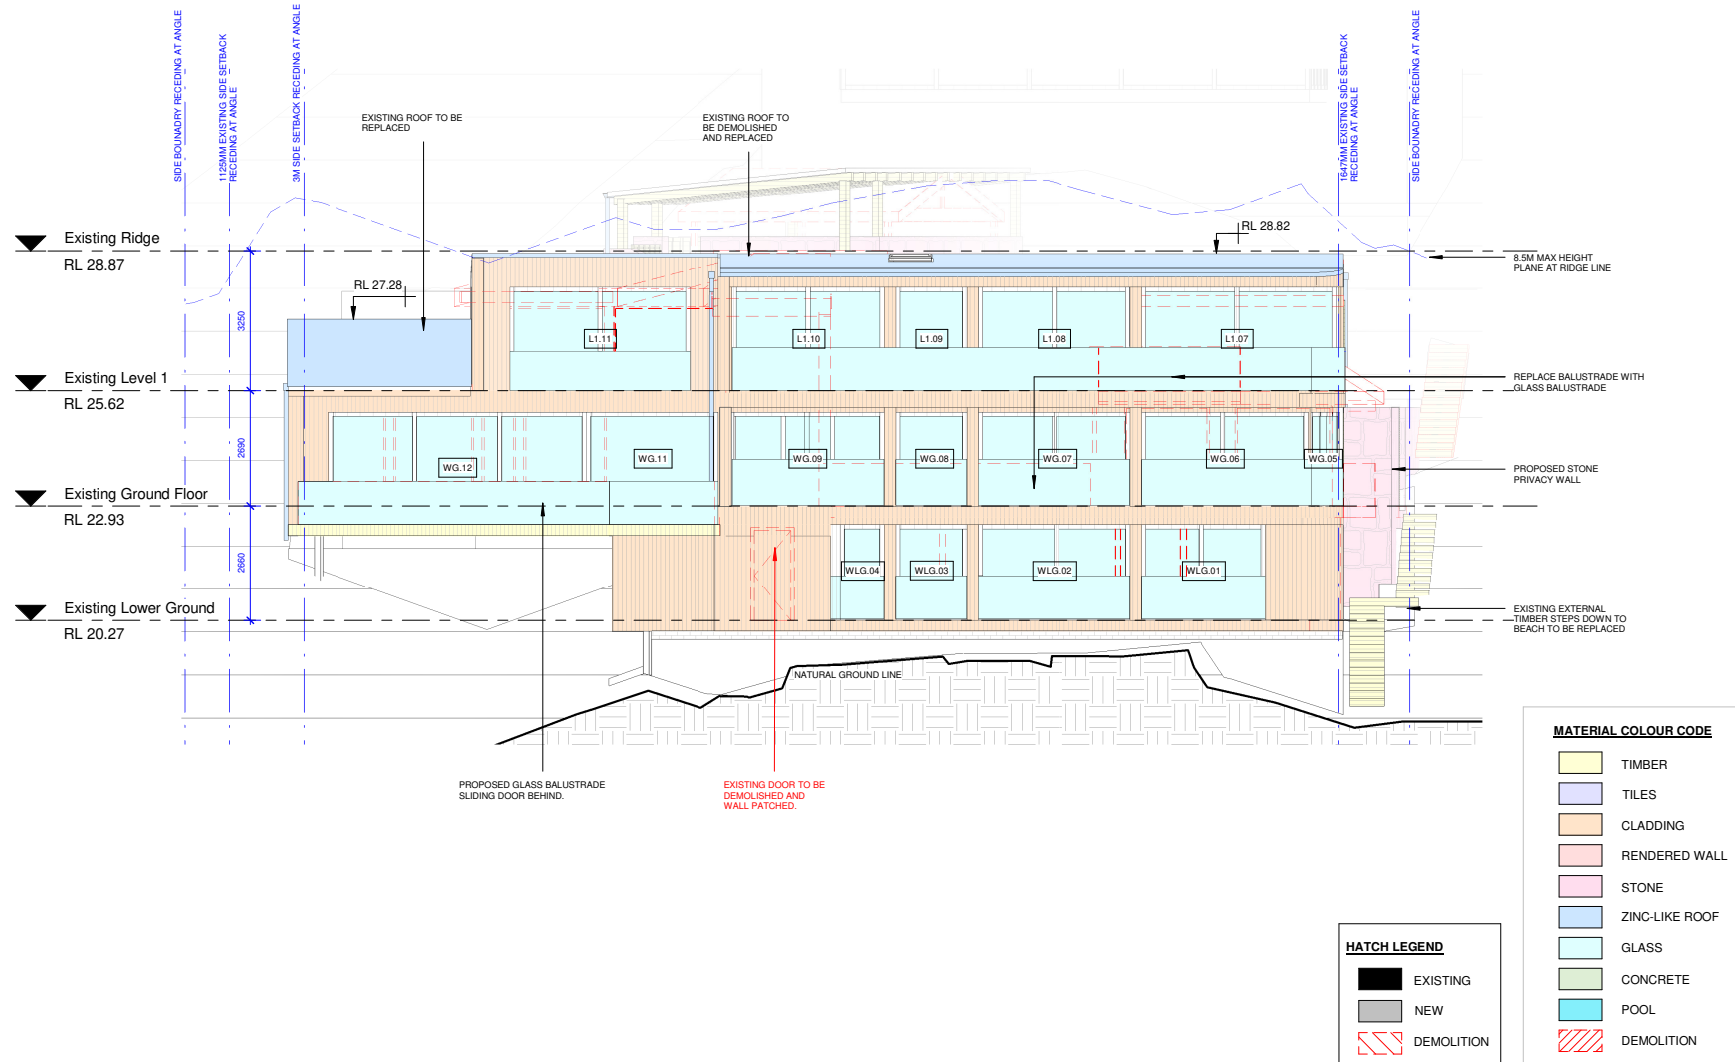 SIDE BOUNADRY RECEDING AT ANGLE
1125MM EXISTING SIDE SETBACK
RECEDING AT ANGLE
3M SIDE SETBACK RECEDING AT ANGLE
1647MM EXISTING SIDE SETBACK
RECEDING AT ANGLE
SIDE BOUNADRY RECEDING AT ANGLE
EXISTING ROOF TO BE
REPLACED
EXISTING ROOF TO
BE DEMOLISHED
AND REPLACED
Existing Ridge
RL 28.87
RL 28.82
8.5M MAX HEIGHT
PLANE AT RIDGE LINE
RL 27.28
3250
L1.11
L1.10
L1.09
L1.08
L1.07
Existing Level 1
RL 25.62
REPLACE BALUSTRADE WITH
GLASS BALUSTRADE
2690
WG.12
WG.11
WG.09
WG.08
WG.07
WG.06
WG.05
PROPOSED STONE
PRIVACY WALL
Existing Ground Floor
RL 22.93
2660
WLG.04
WLG.03
WLG.02
WLG.01
Existing Lower Ground
RL 20.27
EXISTING EXTERNAL
TIMBER STEPS DOWN TO
BEACH TO BE REPLACED
NATURAL GROUND LINE
PROPOSED GLASS BALUSTRADE
SLIDING DOOR BEHIND.
EXISTING DOOR TO BE
DEMOLISHED AND
WALL PATCHED.
MATERIAL COLOUR CODE
TIMBER
TILES
CLADDING
RENDERED WALL
STONE
ZINC-LIKE ROOF
GLASS
CONCRETE
POOL
DEMOLITION
HATCH LEGEND
EXISTING
NEW
DEMOLITION